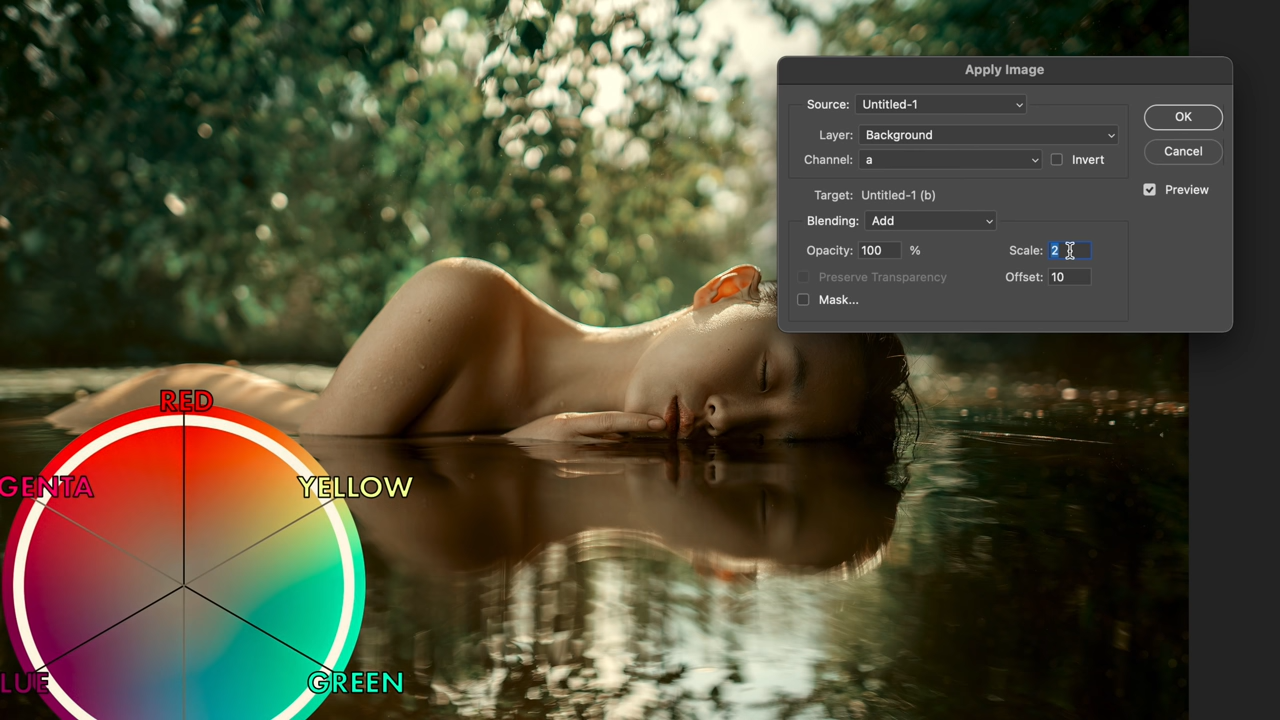 Apply Image
Source: Untitled-1
OK
Layer: Background
Cancel
Channel: a
Invert
Preview
Target: Untitled-1 (b)
Blending: Add
Opacity: 100 %
Scale: 2
Preserve Transparency
Offset: 10
Mask...
RED
GENTA
YELLOW
LUE
GREEN